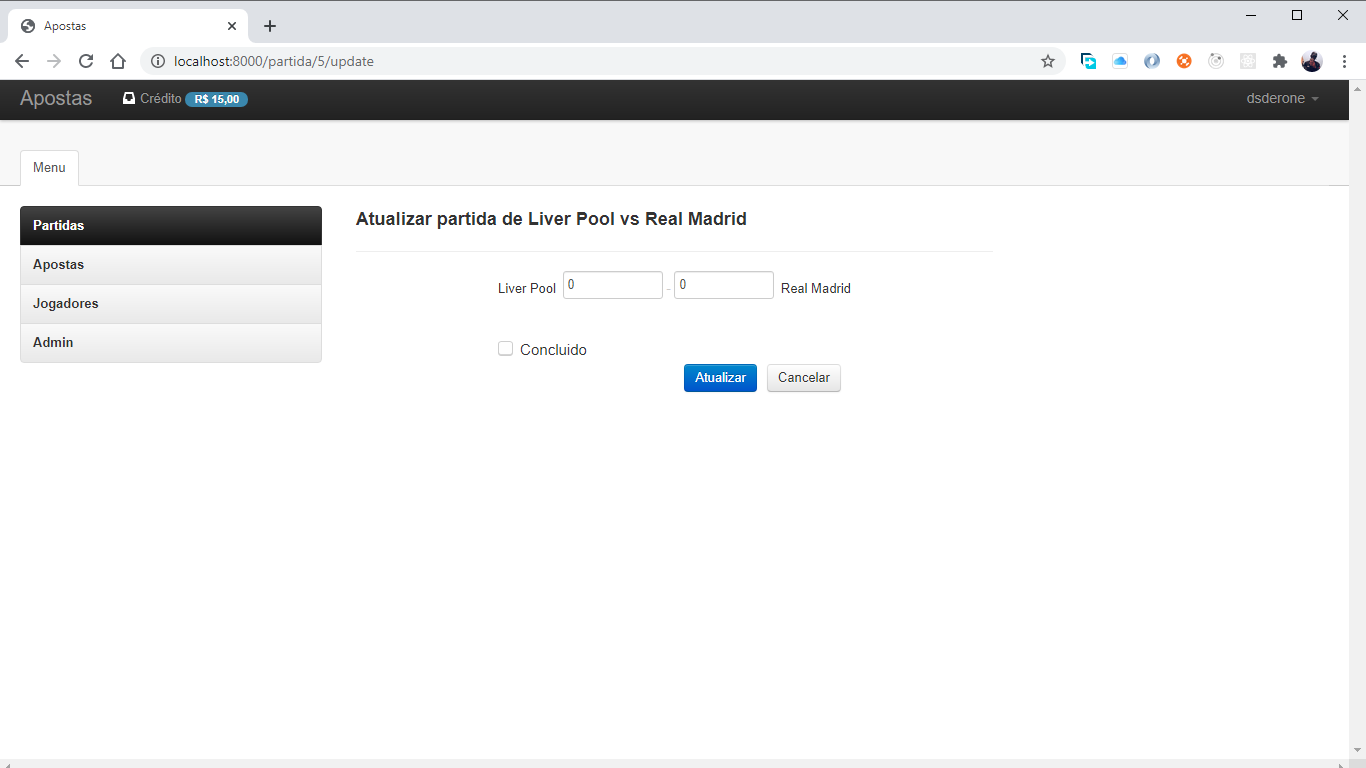 Apostas
localhost:8000/partida/5/update
Apostas Crédito R$ 15,00 dsderone
Menu
Partidas
Apostas
Jogadores
Admin
Atualizar partida de Liver Pool vs Real Madrid
Liver Pool 0 - 0 Real Madrid
Concluido
Atualizar Cancelar